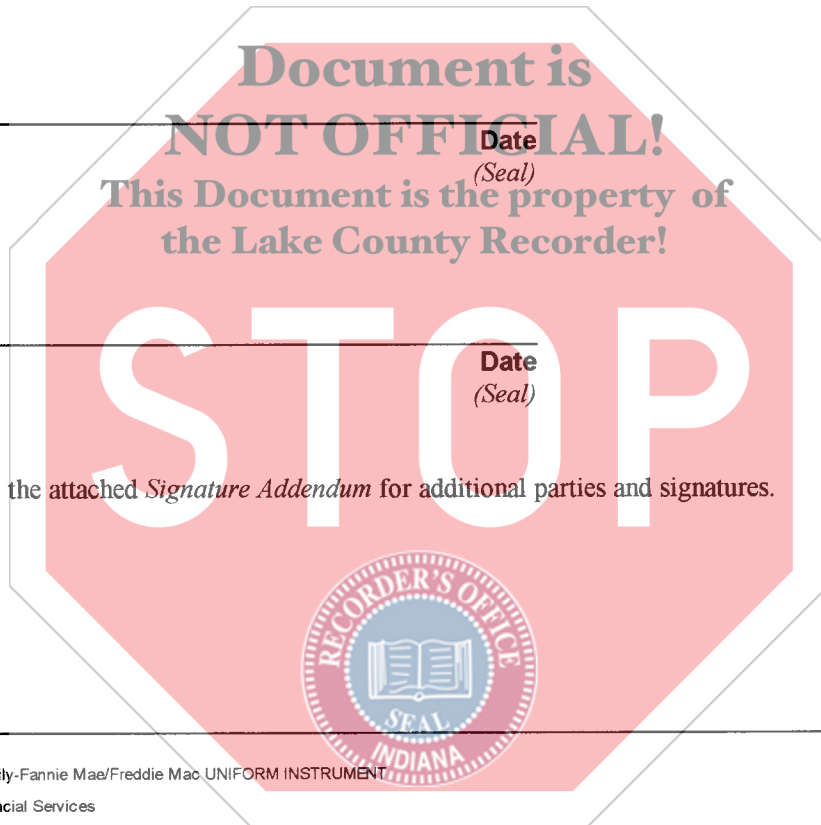 Document is
NOT OFFICIAL!
Date
(Seal)
This Document is the property of
the Lake County Recorder!
STOP
Date
(Seal)
the attached Signature Addendum for additional parties and signatures.
RECORDER'S OFFICE
SEAL
INDIANA
ly-Fannie Mae/Freddie Mac UNIFORM INSTRUMENT
ncial Services